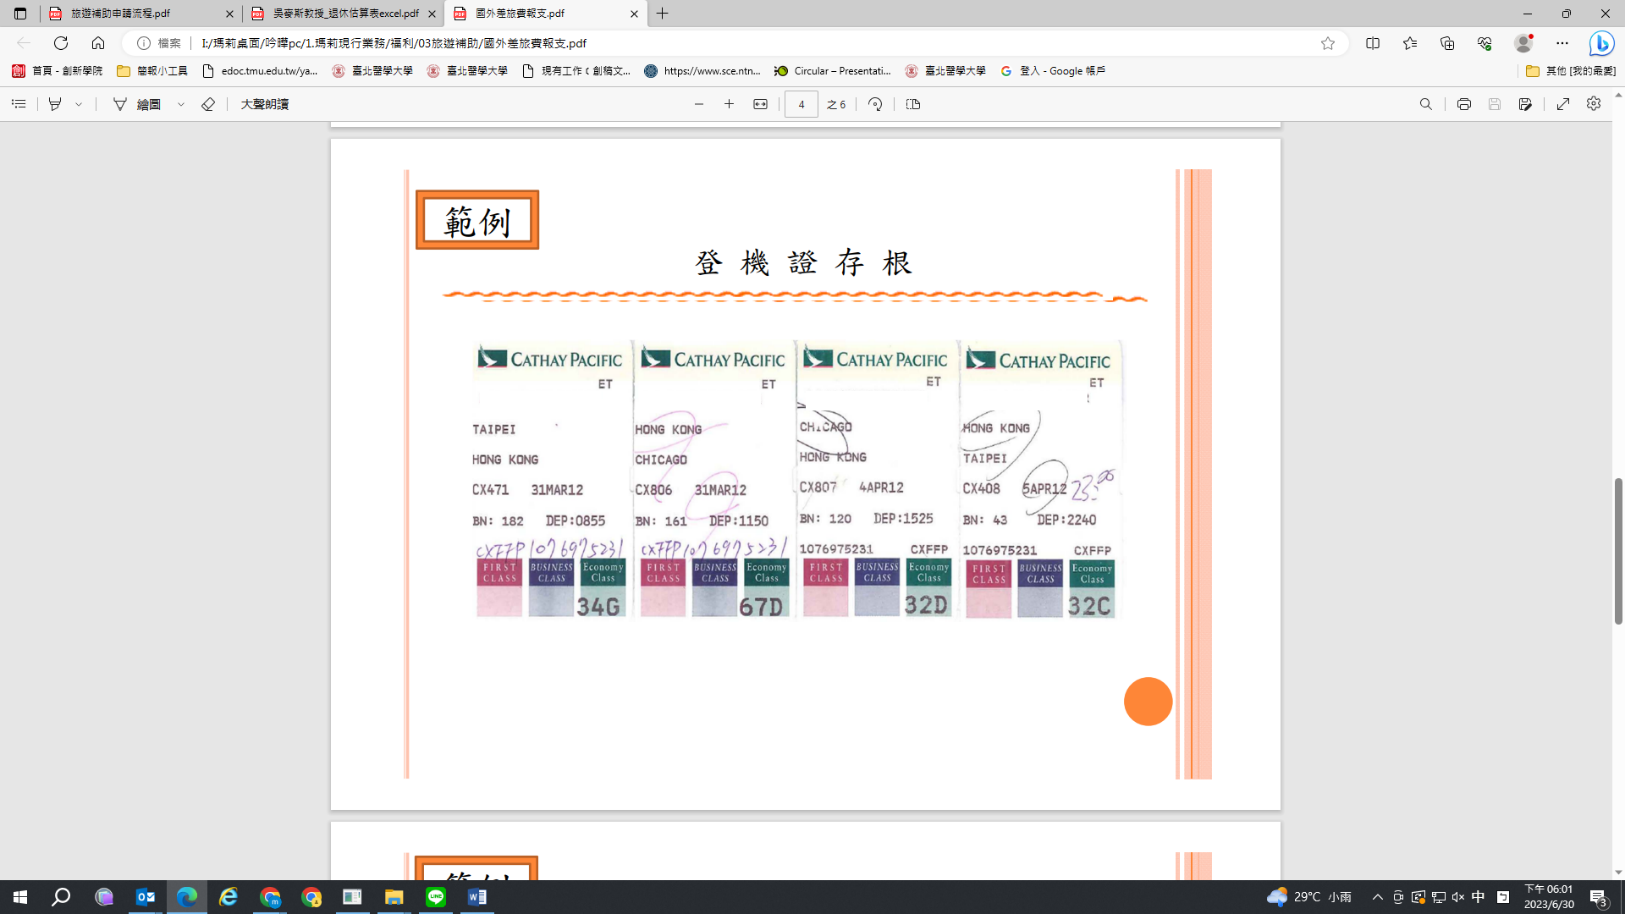 旅遊補助申請流程.pdf
吳麥斯教授_退休估算表excel.pdf
國外差旅費報支.pdf
檔案
I:/瑪莉桌面/吟曄pc/1.瑪莉現行業務/福利/03旅遊補助/國外差旅費報支.pdf
首頁 - 創新學院
簡報小工具
edoc.tmu.edu.tw/ya...
臺北醫學大學
臺北醫學大學
現有工作《創稿文...
https://www.sce.ntn...
Circular – Presentati...
臺北醫學大學
登入 - Google 帳戶
其他 [我的最愛]
繪圖
大聲朗讀
4
之 6
範例
登機證存根
CATHAY PACIFIC
ET
TAIPEI
HONG KONG
CX471 31MAR12
BN: 182 DEP:0855
CXFFP1076975231
FIRST CLASS
BUSINESS CLASS
Economy Class
34G
CATHAY PACIFIC
ET
HONG KONG
CHICAGO
CX806 31MAR12
BN: 161 DEP:1150
CXFFP1076975231
FIRST CLASS
BUSINESS CLASS
Economy Class
67D
CATHAY PACIFIC
ET
CHICAGO
HONG KONG
CX807 4APR12
BN: 120 DEP:1525
1076975231 CXFFP
FIRST CLASS
BUSINESS CLASS
Economy Class
32D
CATHAY PACIFIC
ET
HONG KONG
TAIPEI
CX408 5APR12 23:00
BN: 43 DEP:2240
1076975231 CXFFP
FIRST CLASS
BUSINESS CLASS
Economy Class
32C
29°C 小雨
中
下午 06:01
2023/6/30
3